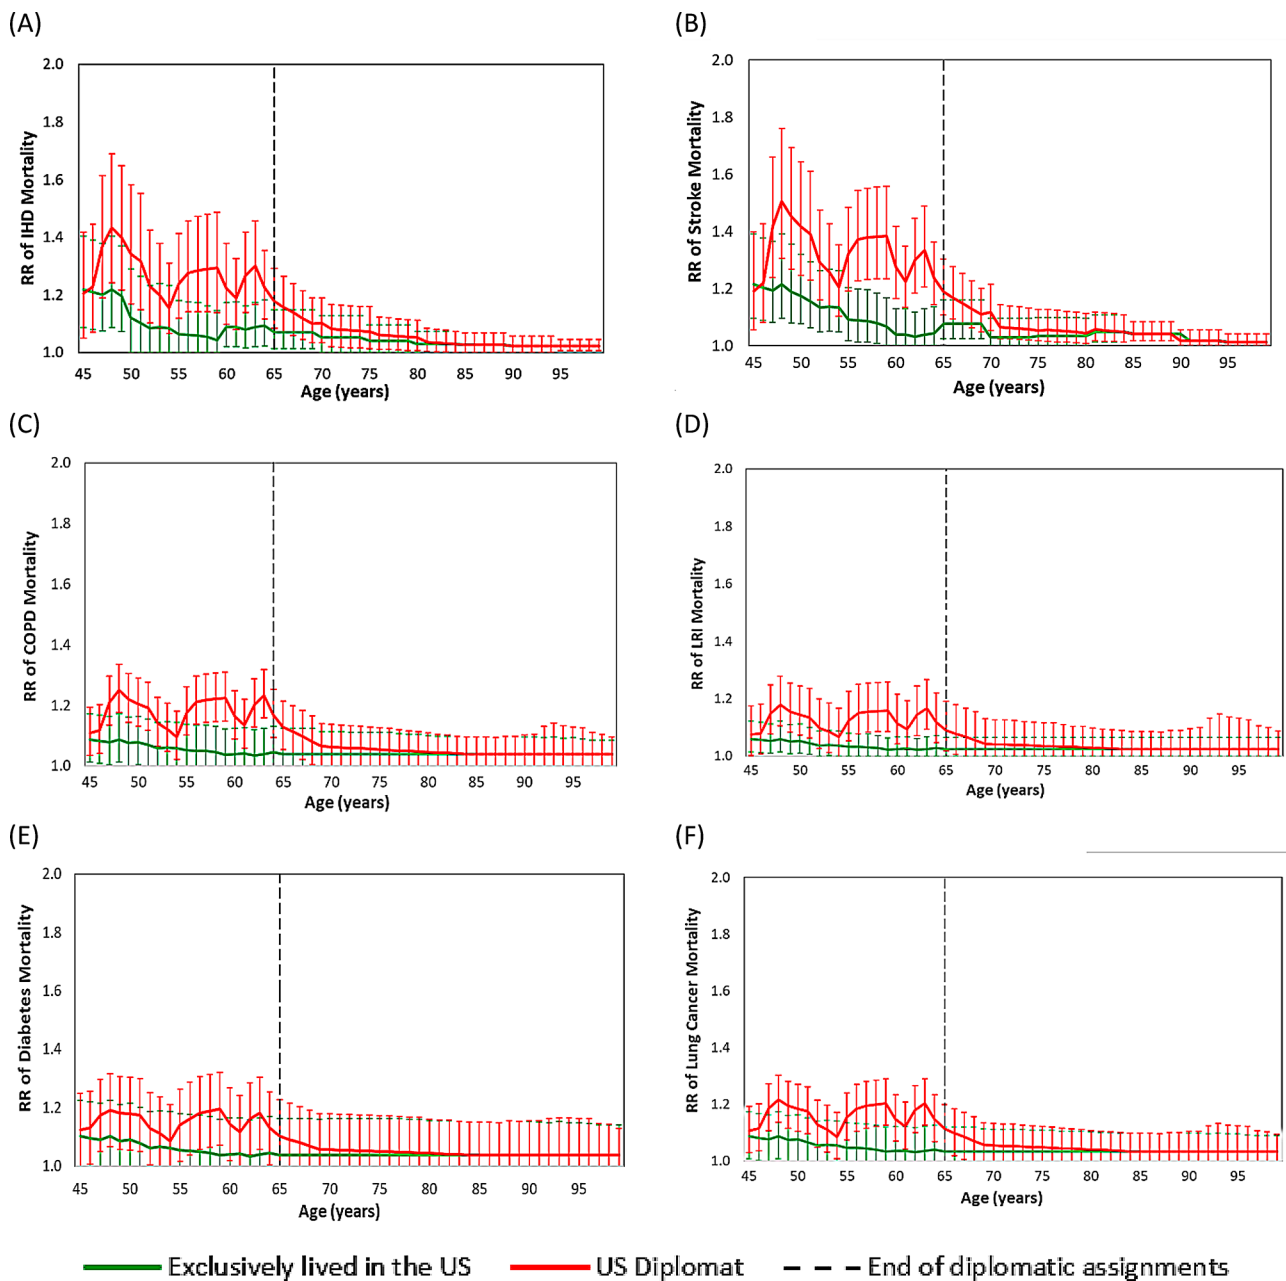 (A)
(B)
RR of IHD Mortality
2.0
1.8
1.6
1.4
1.2
1.0
45 50 55 60 65 70 75 80 85 90 95
Age (years)
RR of Stroke Mortality
2.0
1.8
1.6
1.4
1.2
1.0
45 50 55 60 65 70 75 80 85 90 95
Age (years)
(C)
(D)
RR of COPD Mortality
2.0
1.8
1.6
1.4
1.2
1.0
45 50 55 60 65 70 75 80 85 90 95
Age (years)
RR of LRI Mortality
2.0
1.8
1.6
1.4
1.2
1.0
45 50 55 60 65 70 75 80 85 90 95
Age (years)
(E)
(F)
RR of Diabetes Mortality
2.0
1.8
1.6
1.4
1.2
1.0
45 50 55 60 65 70 75 80 85 90 95
Age (years)
RR of Lung Cancer Mortality
2.0
1.8
1.6
1.4
1.2
1.0
45 50 55 60 65 70 75 80 85 90 95
Age (years)
Exclusively lived in the US US Diplomat End of diplomatic assignments